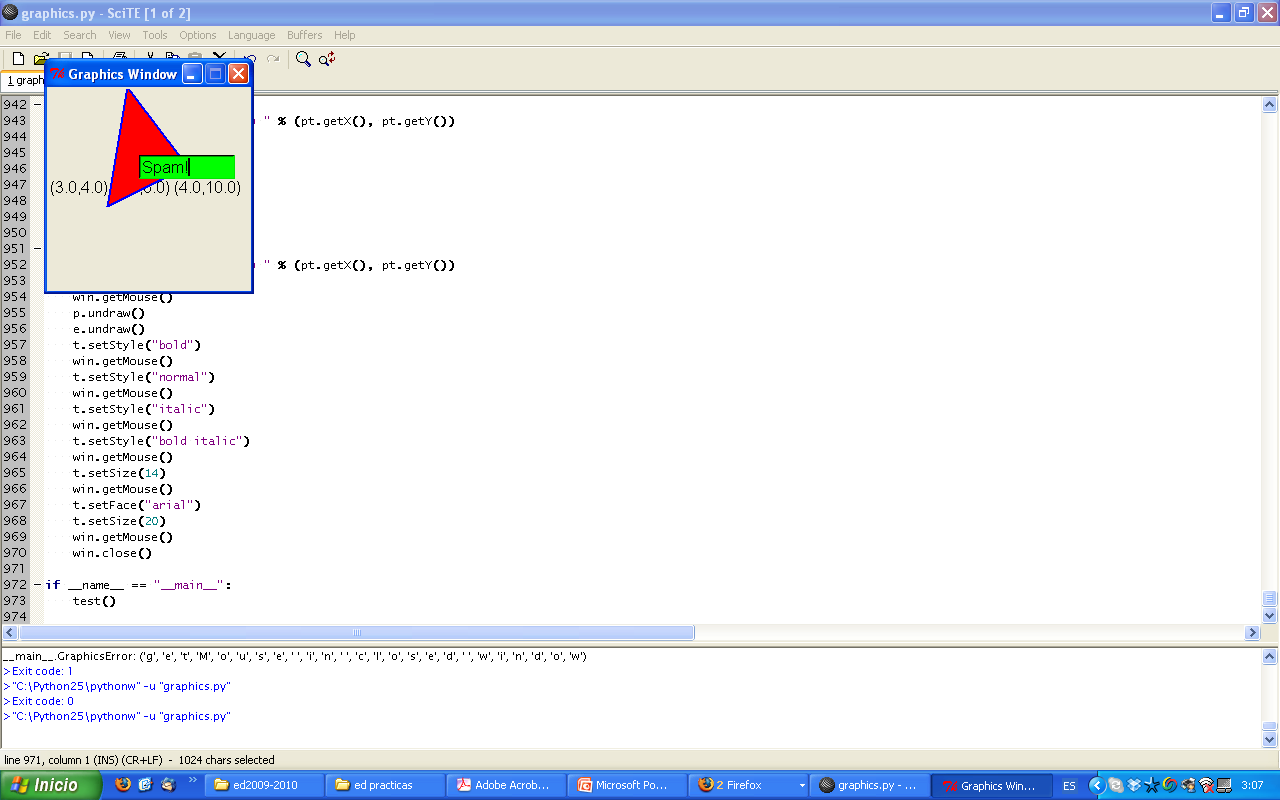 graphics.py - SciTE [1 of 2]
File Edit Search View Tools Options Language Buffers Help
1 graph
Graphics Window
Spam!
(3.0,4.0) .0) (4.0,10.0)
942
943 " % (pt.getX(), pt.getY())
944
945
946
947
948
949
950
951
952 " % (pt.getX(), pt.getY())
953
954 win.getMouse()
955 p.undraw()
956 e.undraw()
957 t.setStyle("bold")
958 win.getMouse()
959 t.setStyle("normal")
960 win.getMouse()
961 t.setStyle("italic")
962 win.getMouse()
963 t.setStyle("bold italic")
964 win.getMouse()
965 t.setSize(14)
966 win.getMouse()
967 t.setFace("arial")
968 t.setSize(20)
969 win.getMouse()
970 win.close()
971
972 if __name__ == "__main__":
973 test()
974
__main__.GraphicsError: ('g', 'e', 't', 'M', 'o', 'u', 's', 'e', ' ', 'i', 'n', ' ', 'c', 'l', 'o', 's', 'e', 'd', ' ', 'w', 'i', 'n', 'd', 'o', 'w')
>Exit code: 1
>"C:\Python25\pythonw" -u "graphics.py"
>Exit code: 0
>"C:\Python25\pythonw" -u "graphics.py"
line 971, column 1 (INS) (CR+LF) - 1024 chars selected
Inicio ed2009-2010 ed practicas Adobe Acrob... Microsoft Po... 2 Firefox graphics.py - ... Graphics Win... ES 3:07